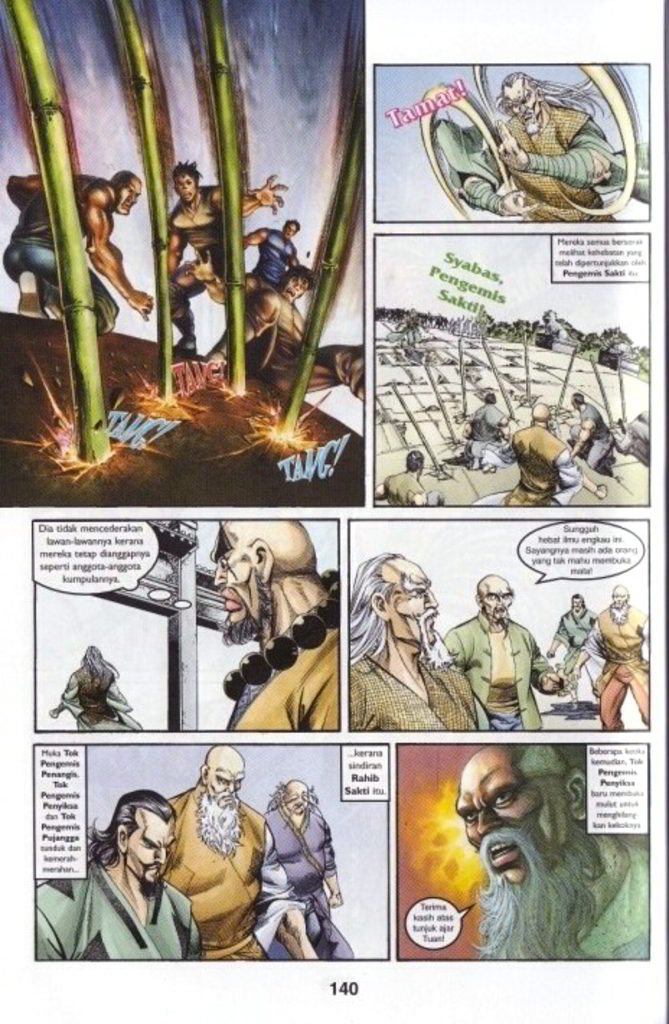 TANG!
TANG!
TANG!
Tamat!
Mereka semua bersorak
melihat kehebatan yang
telah dipertunjukkan oleh
Pengemis Sakti itu.
Syabas,
Pengemis
Sakti!
Dia tidak mencederakan
lawan-lawannya kerana
mereka tetap dianggapnya
seperti anggota-anggota
kumpulannya.
Sungguh
hebat ilmu engkau ini.
Sayangnya masih ada orang
yang tak mahu membuka
mata!
Muka Tok
Pengemis
Penangis,
Tok
Pengemis
Penyiksa
dan Tok
Pengemis
Pujangga
tunduk dan
kemerah-
merahan...
...kerana
sindiran
Rahib
Sakti itu.
Beberapa ketika
kemudian, Tok
Pengemis
Penyiksa
baru membuka
mulut untuk
menghilang-
kan kekoknya.
Terima
kasih atas
tunjuk ajar
Tuan!
140